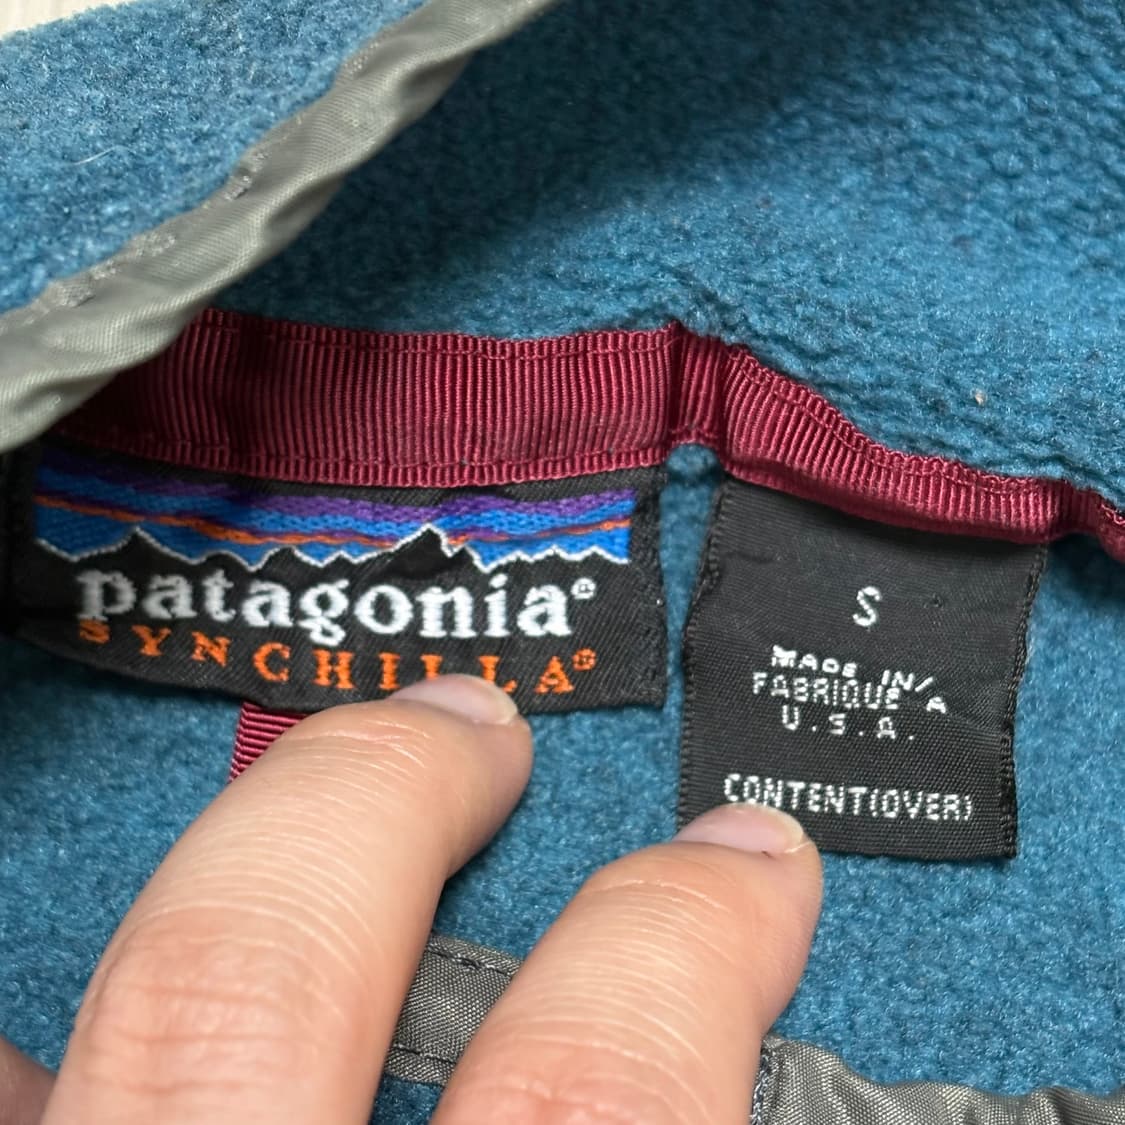 patagonia®
SYNCHILLA®
S
MADE IN/A
FABRIQUE A
U.S.A.
CONTENT(OVER)